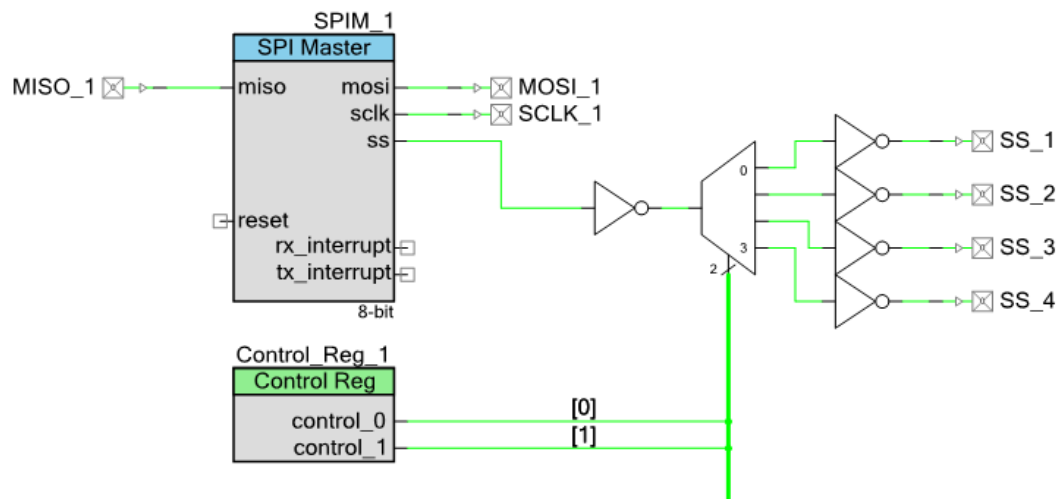 SPIM_1
SPI Master
MISO_1
miso
mosi
MOSI_1
sclk
SCLK_1
ss
reset
rx_interrupt
tx_interrupt
8-bit
0
3
2
SS_1
SS_2
SS_3
SS_4
Control_Reg_1
Control Reg
control_0
[0]
control_1
[1]